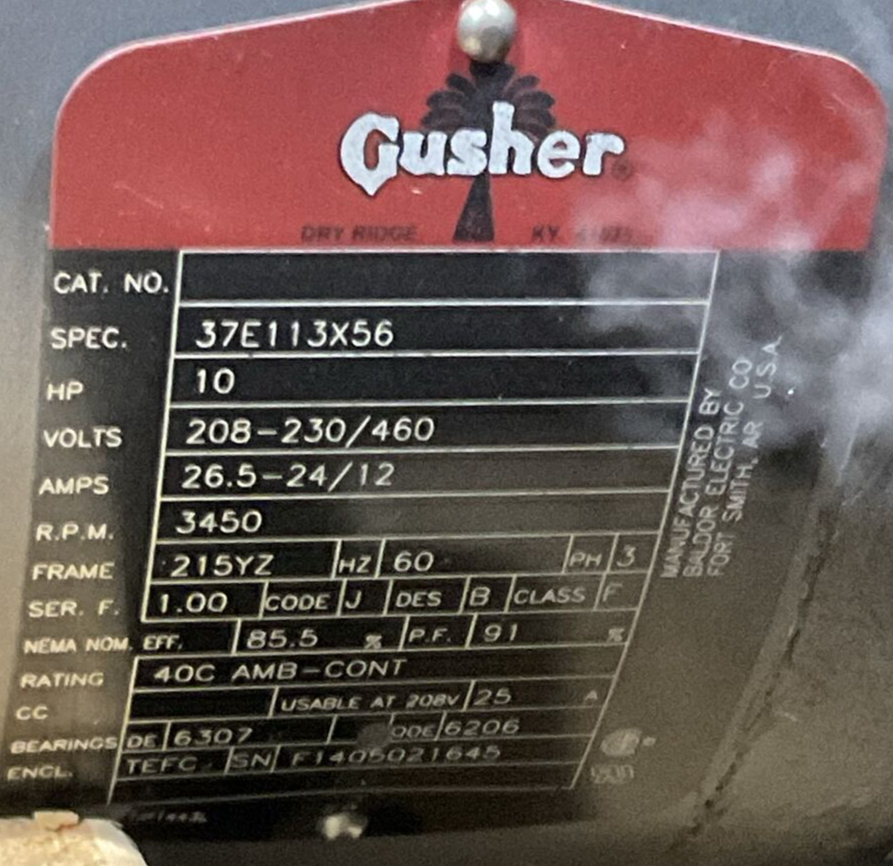 Gusher
DRY RIDGE KY. 41035
CAT. NO.
SPEC. 37E113X56
HP 10
VOLTS 208-230/460
AMPS 26.5-24/12
R.P.M. 3450
FRAME 215YZ HZ 60 PH 3
SER. F. 1.00 CODE J DES B CLASS F
NEMA NOM. EFF. 85.5 % P.F. 91 %
RATING 40C AMB-CONT
CC USABLE AT 208V 25 A
BEARINGS DE 6307 ODE 6206
ENCL. TEFC SN F1405021645
MANUFACTURED BY
BALDOR ELECTRIC CO
FORT SMITH, AR U.S.A.